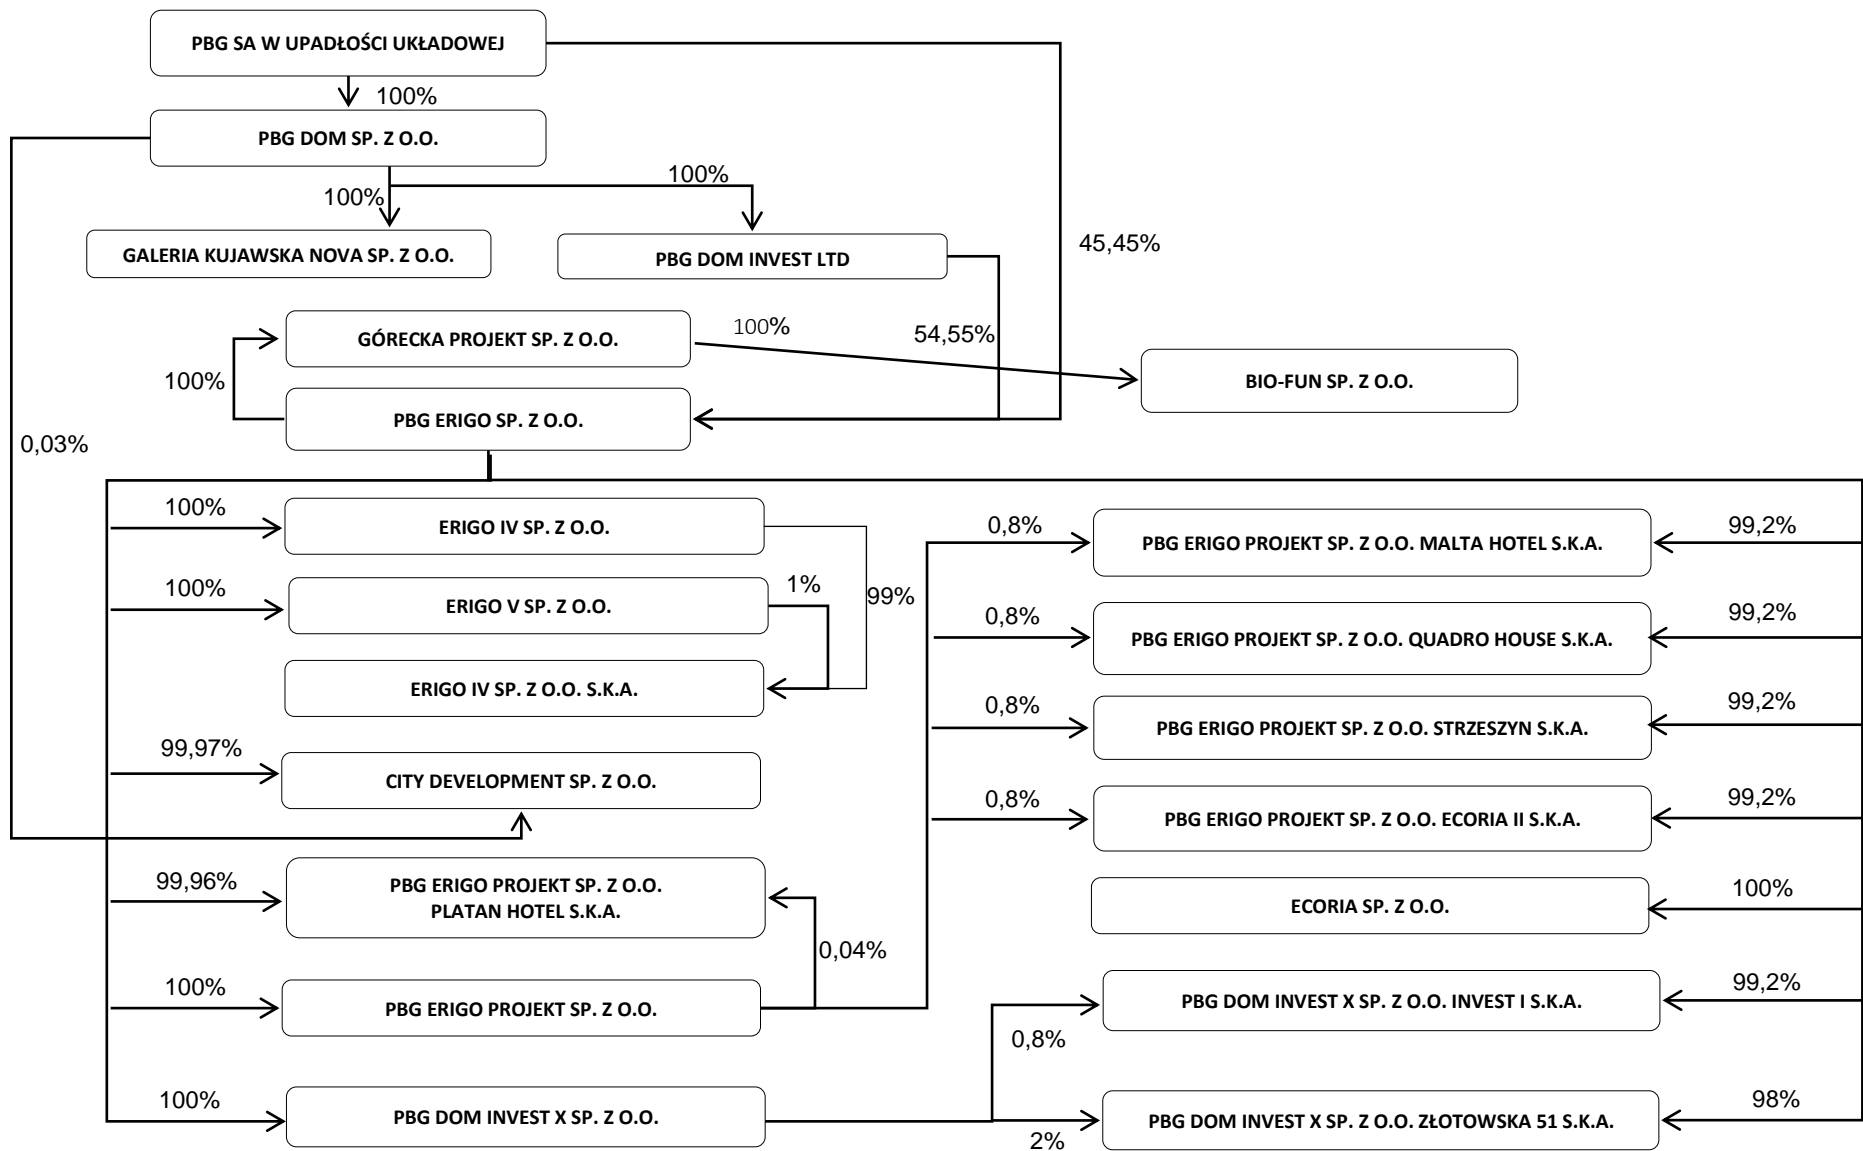 PBG SA W UPADŁOŚCI UKŁADOWEJ
100%
PBG DOM SP. Z O.O.
100%
100%
GALERIA KUJAWSKA NOVA SP. Z O.O.
PBG DOM INVEST LTD
45,45%
GÓRECKA PROJEKT SP. Z O.O.
100%
54,55%
BIO-FUN SP. Z O.O.
100%
PBG ERIGO SP. Z O.O.
0,03%
100%
ERIGO IV SP. Z O.O.
100%
ERIGO V SP. Z O.O.
1%
99%
ERIGO IV SP. Z O.O. S.K.A.
99,97%
CITY DEVELOPMENT SP. Z O.O.
99,96%
PBG ERIGO PROJEKT SP. Z O.O.
PLATAN HOTEL S.K.A.
0,04%
100%
PBG ERIGO PROJEKT SP. Z O.O.
100%
PBG DOM INVEST X SP. Z O.O.
0,8%
PBG ERIGO PROJEKT SP. Z O.O. MALTA HOTEL S.K.A.
99,2%
0,8%
PBG ERIGO PROJEKT SP. Z O.O. QUADRO HOUSE S.K.A.
99,2%
0,8%
PBG ERIGO PROJEKT SP. Z O.O. STRZESZYN S.K.A.
99,2%
0,8%
PBG ERIGO PROJEKT SP. Z O.O. ECORIA II S.K.A.
99,2%
ECORIA SP. Z O.O.
100%
PBG DOM INVEST X SP. Z O.O. INVEST I S.K.A.
99,2%
0,8%
PBG DOM INVEST X SP. Z O.O. ZŁOTOWSKA 51 S.K.A.
98%
2%